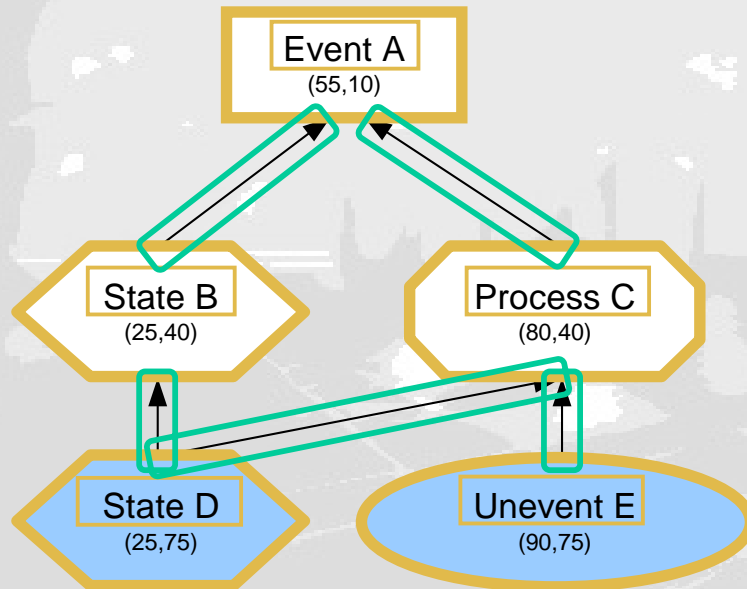 Event A
(55,10)
State B
(25,40)
Process C
(80,40)
State D
(25,75)
Unevent E
(90,75)